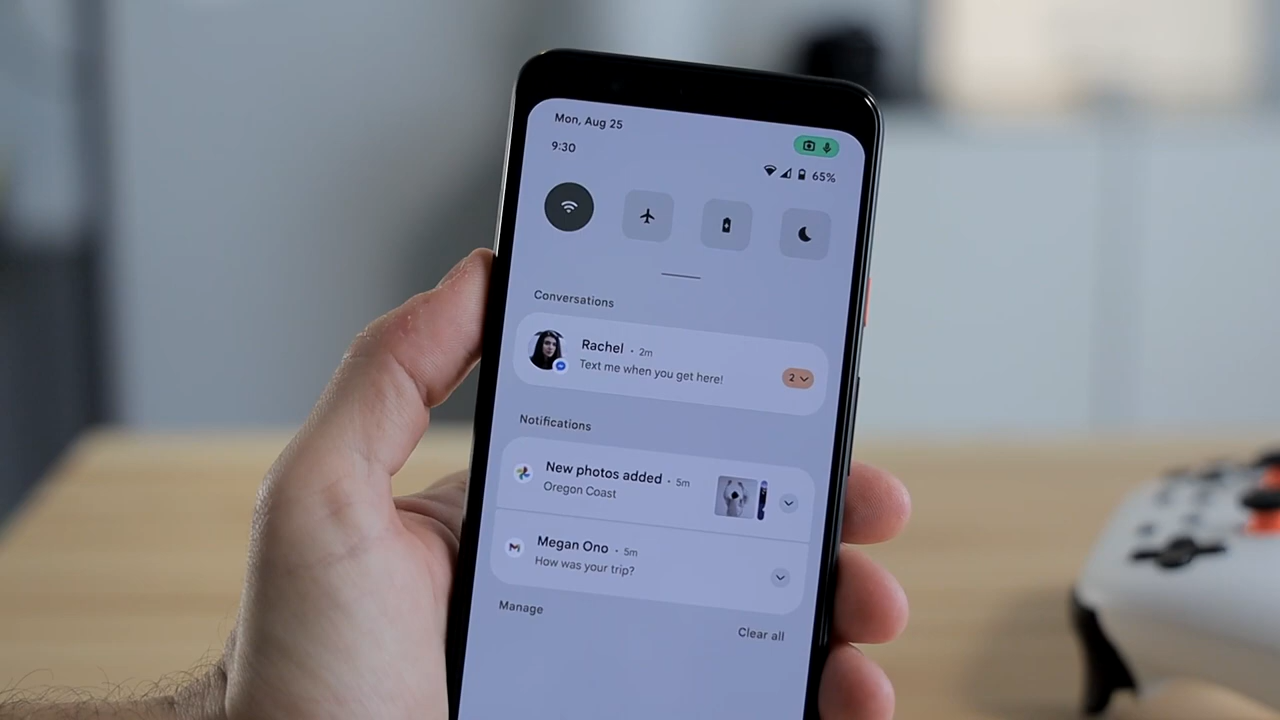 Mon, Aug 25
9:30
65%
Conversations
Rachel · 2m
Text me when you get here!
2
Notifications
New photos added · 5m
Oregon Coast
Megan Ono · 5m
How was your trip?
Manage
Clear all